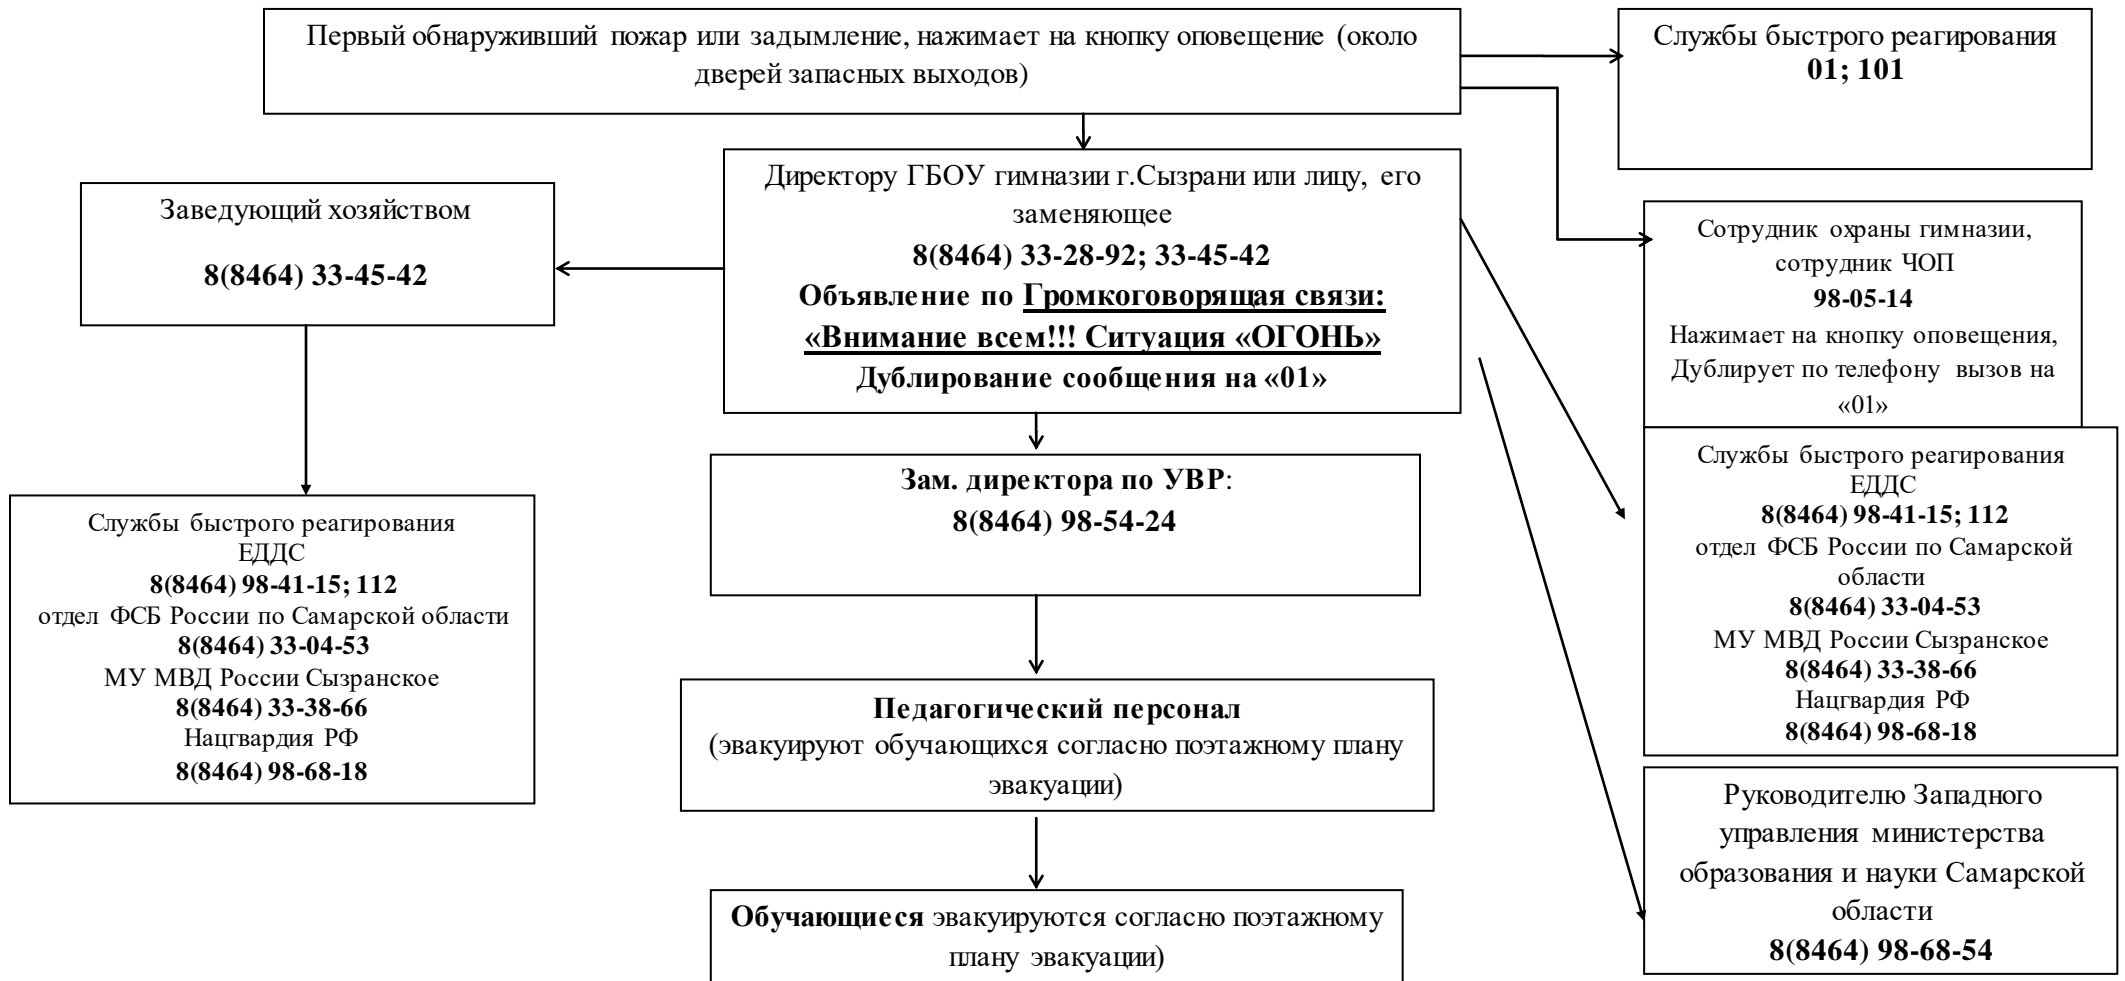 Первый обнаруживший пожар или задымление, нажимает на кнопку оповещение (около
дверей запасных выходов)
Службы быстрого реагирования
01; 101
Директору ГБОУ гимназии г.Сызрани или лицу, его
заменяющее
8(8464) 33-28-92; 33-45-42
Объявление по Громкоговорящая связи:
«Внимание всем!!! Ситуация «ОГОНЬ»
Дублирование сообщения на «01»
Заведующий хозяйством
8(8464) 33-45-42
Сотрудник охраны гимназии,
сотрудник ЧОП
98-05-14
Нажимает на кнопку оповещения,
Дублирует по телефону вызов на
«01»
Зам. директора по УВР:
8(8464) 98-54-24
Службы быстрого реагирования
ЕДДС
8(8464) 98-41-15; 112
отдел ФСБ России по Самарской
области
8(8464) 33-04-53
МУ МВД России Сызранское
8(8464) 33-38-66
Нацгвардия РФ
8(8464) 98-68-18
Службы быстрого реагирования
ЕДДС
8(8464) 98-41-15; 112
отдел ФСБ России по Самарской области
8(8464) 33-04-53
МУ МВД России Сызранское
8(8464) 33-38-66
Нацгвардия РФ
8(8464) 98-68-18
Педагогический персонал
(эвакуируют обучающихся согласно поэтажному плану
эвакуации)
Руководителю Западного
управления министерства
образования и науки Самарской
области
8(8464) 98-68-54
Обучающиеся эвакуируются согласно поэтажному
плану эвакуации)